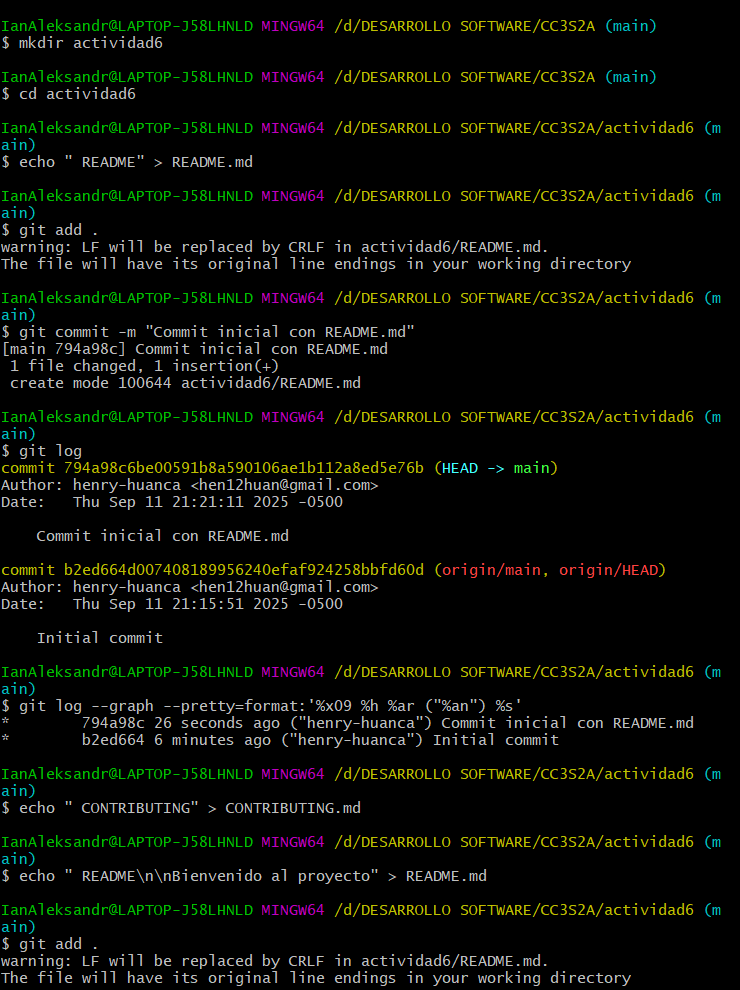 IanAleksandr@LAPTOP-J58LHNLD MINGW64 /d/DESARROLLO SOFTWARE/CC3S2A (main)
$ mkdir actividad6
IanAleksandr@LAPTOP-J58LHNLD MINGW64 /d/DESARROLLO SOFTWARE/CC3S2A (main)
$ cd actividad6
IanAleksandr@LAPTOP-J58LHNLD MINGW64 /d/DESARROLLO SOFTWARE/CC3S2A/actividad6 (m
ain)
$ echo " README" > README.md
IanAleksandr@LAPTOP-J58LHNLD MINGW64 /d/DESARROLLO SOFTWARE/CC3S2A/actividad6 (m
ain)
$ git add .
warning: LF will be replaced by CRLF in actividad6/README.md.
The file will have its original line endings in your working directory
IanAleksandr@LAPTOP-J58LHNLD MINGW64 /d/DESARROLLO SOFTWARE/CC3S2A/actividad6 (m
ain)
$ git commit -m "Commit inicial con README.md"
[main 794a98c] Commit inicial con README.md
 1 file changed, 1 insertion(+)
 create mode 100644 actividad6/README.md
IanAleksandr@LAPTOP-J58LHNLD MINGW64 /d/DESARROLLO SOFTWARE/CC3S2A/actividad6 (m
ain)
$ git log
commit 794a98c6be00591b8a590106ae1b112a8ed5e76b (HEAD -> main)
Author: henry-huanca <hen12huan@gmail.com>
Date:   Thu Sep 11 21:21:11 2025 -0500
    Commit inicial con README.md
commit b2ed664d007408189956240efaf924258bbfd60d (origin/main, origin/HEAD)
Author: henry-huanca <hen12huan@gmail.com>
Date:   Thu Sep 11 21:15:51 2025 -0500
    Initial commit
IanAleksandr@LAPTOP-J58LHNLD MINGW64 /d/DESARROLLO SOFTWARE/CC3S2A/actividad6 (m
ain)
$ git log --graph --pretty=format:'%x09 %h %ar ("%an") %s'
*        794a98c 26 seconds ago ("henry-huanca") Commit inicial con README.md
*        b2ed664 6 minutes ago ("henry-huanca") Initial commit
IanAleksandr@LAPTOP-J58LHNLD MINGW64 /d/DESARROLLO SOFTWARE/CC3S2A/actividad6 (m
ain)
$ echo " CONTRIBUTING" > CONTRIBUTING.md
IanAleksandr@LAPTOP-J58LHNLD MINGW64 /d/DESARROLLO SOFTWARE/CC3S2A/actividad6 (m
ain)
$ echo " README\n\nBienvenido al proyecto" > README.md
IanAleksandr@LAPTOP-J58LHNLD MINGW64 /d/DESARROLLO SOFTWARE/CC3S2A/actividad6 (m
ain)
$ git add .
warning: LF will be replaced by CRLF in actividad6/README.md.
The file will have its original line endings in your working directory